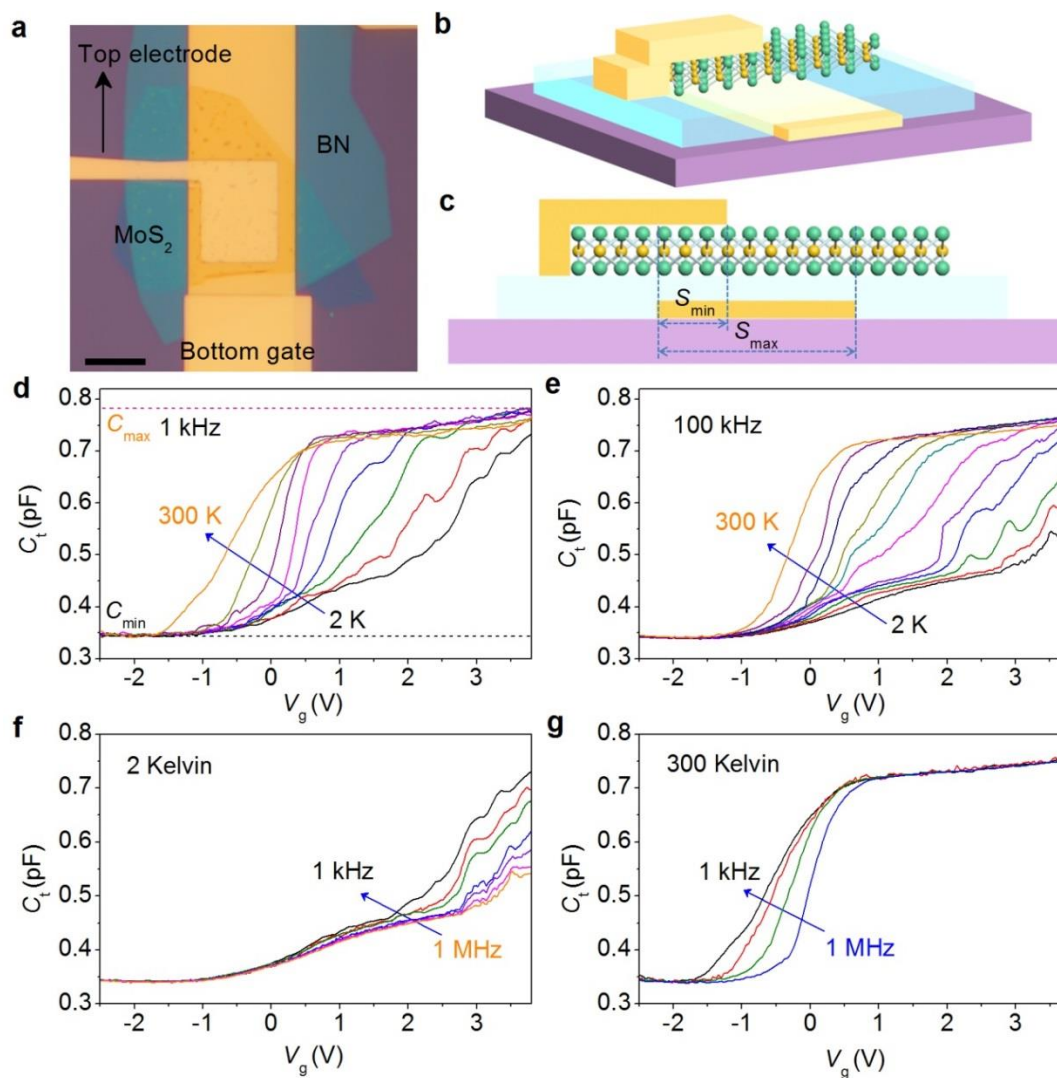 a
Top electrode
BN
MoS2
Bottom gate
b
c
Smin
Smax
d
0.8
0.7
0.6
0.5
0.4
0.3
Ct (pF)
Cmax
1 kHz
300 K
Cmin
2 K
-2 -1 0 1 2 3
Vg (V)
e
0.8
0.7
0.6
0.5
0.4
0.3
Ct (pF)
100 kHz
300 K
2 K
-2 -1 0 1 2 3
Vg (V)
f
0.8
0.7
0.6
0.5
0.4
0.3
Ct (pF)
2 Kelvin
1 kHz
1 MHz
-2 -1 0 1 2 3
Vg (V)
g
0.8
0.7
0.6
0.5
0.4
0.3
Ct (pF)
300 Kelvin
1 kHz
1 MHz
-2 -1 0 1 2 3
Vg (V)